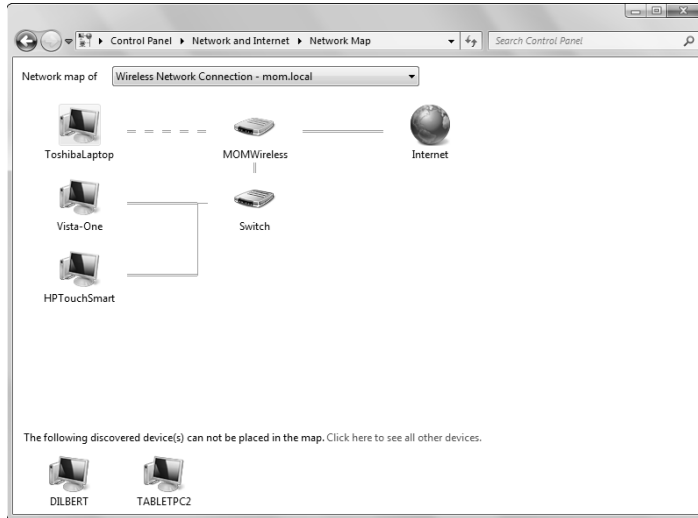 Control Panel ▸ Network and Internet ▸ Network Map
Search Control Panel
Network map of
Wireless Network Connection - mom.local
ToshibaLaptop
MOMWireless
Internet
Vista-One
Switch
HPTouchSmart
The following discovered device(s) can not be placed in the map. Click here to see all other devices.
DILBERT
TABLETPC2